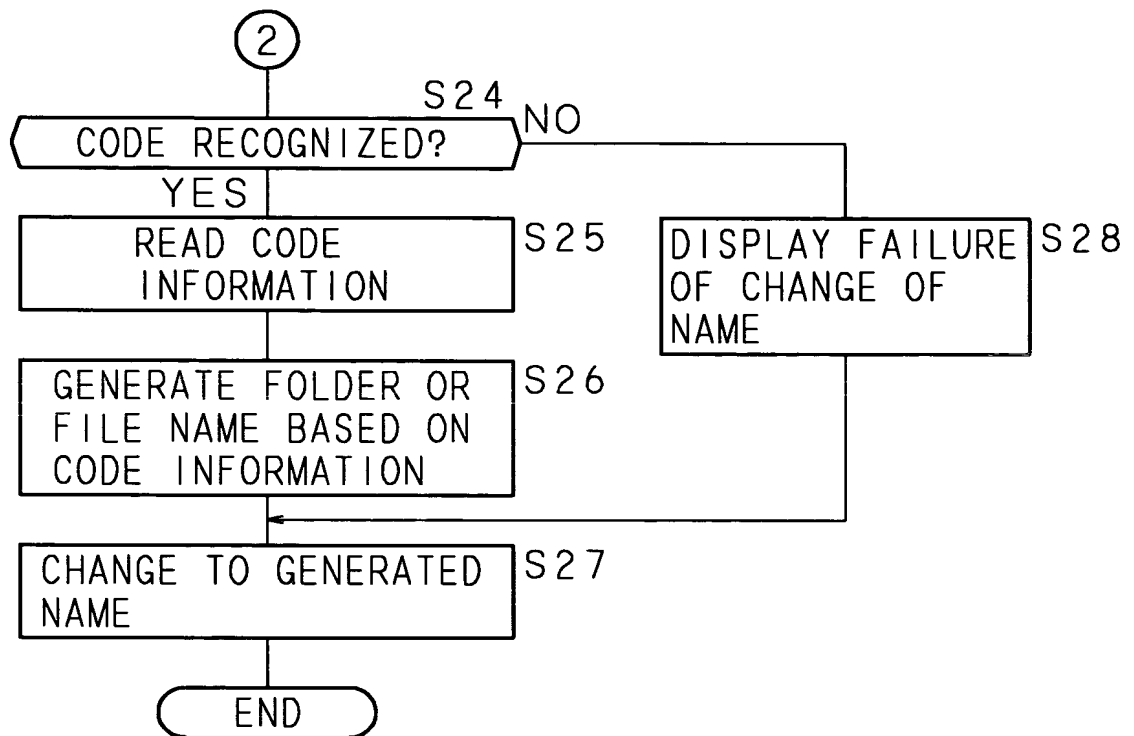 2
S24
CODE RECOGNIZED?
NO
YES
READ CODE
INFORMATION
S25
DISPLAY FAILURE
OF CHANGE OF
NAME
S28
GENERATE FOLDER OR
FILE NAME BASED ON
CODE INFORMATION
S26
CHANGE TO GENERATED
NAME
S27
END